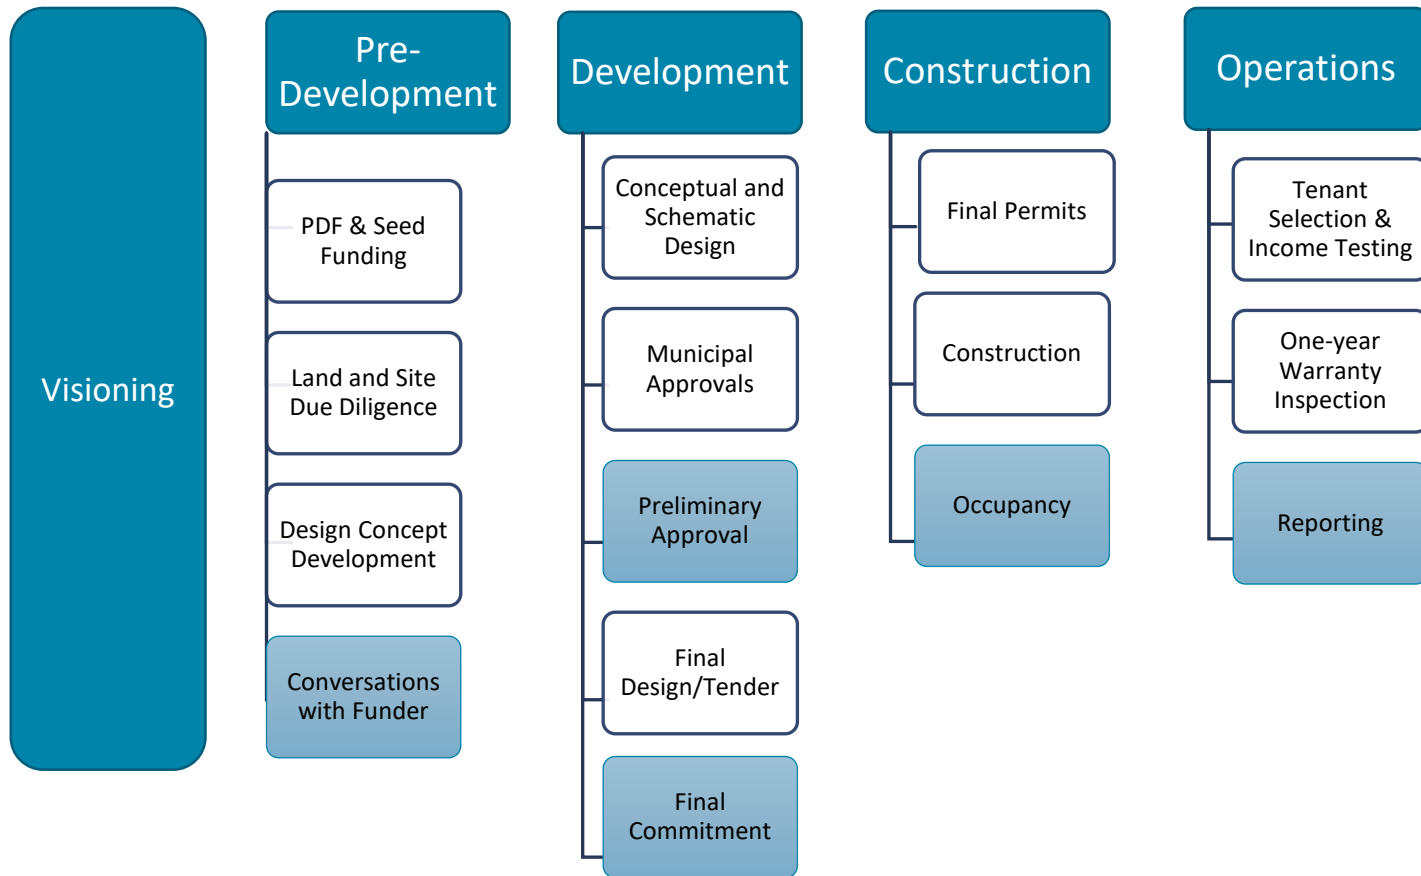 Visioning
Pre-
Development
PDF & Seed
Funding
Land and Site
Due Diligence
Design Concept
Development
Conversations
with Funder
Development
Conceptual and
Schematic
Design
Municipal
Approvals
Preliminary
Approval
Final
Design/Tender
Final
Commitment
Construction
Final Permits
Construction
Occupancy
Operations
Tenant
Selection &
Income Testing
One-year
Warranty
Inspection
Reporting